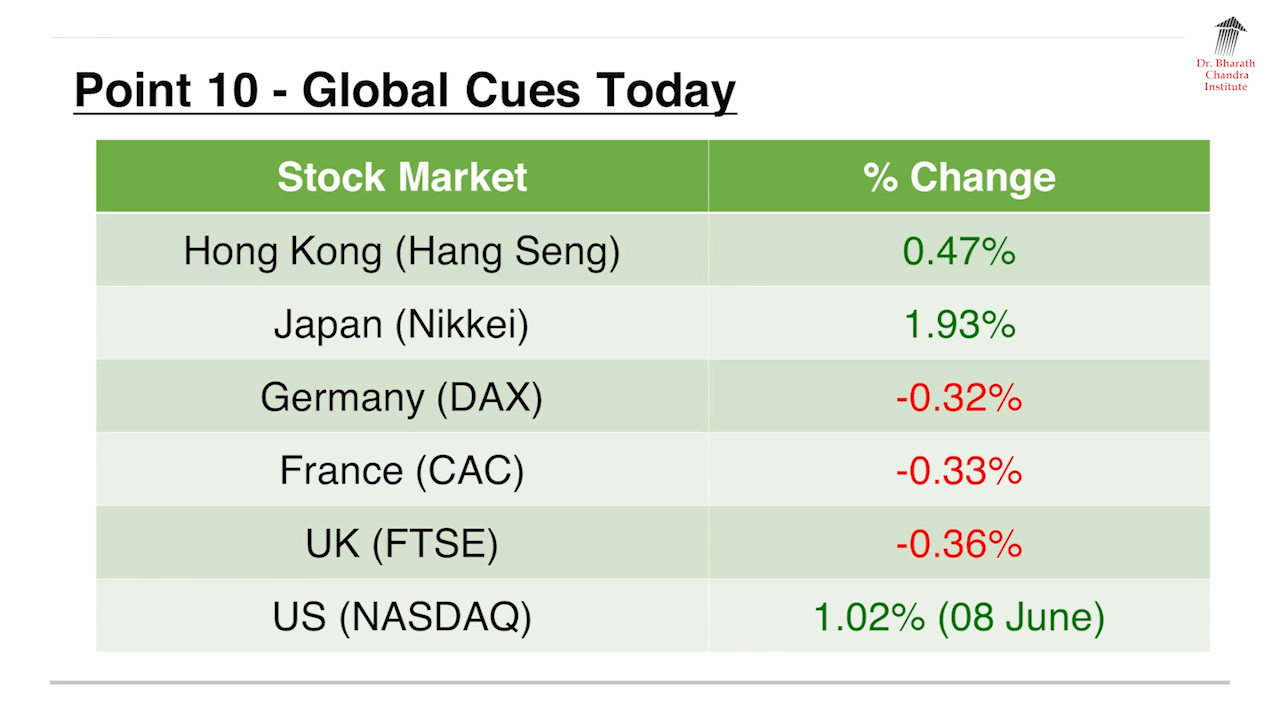 Dr. Bharath
Chandra
Institute
Point 10 - Global Cues Today
Stock Market % Change
Hong Kong (Hang Seng) 0.47%
Japan (Nikkei) 1.93%
Germany (DAX) -0.32%
France (CAC) -0.33%
UK (FTSE) -0.36%
US (NASDAQ) 1.02% (08 June)